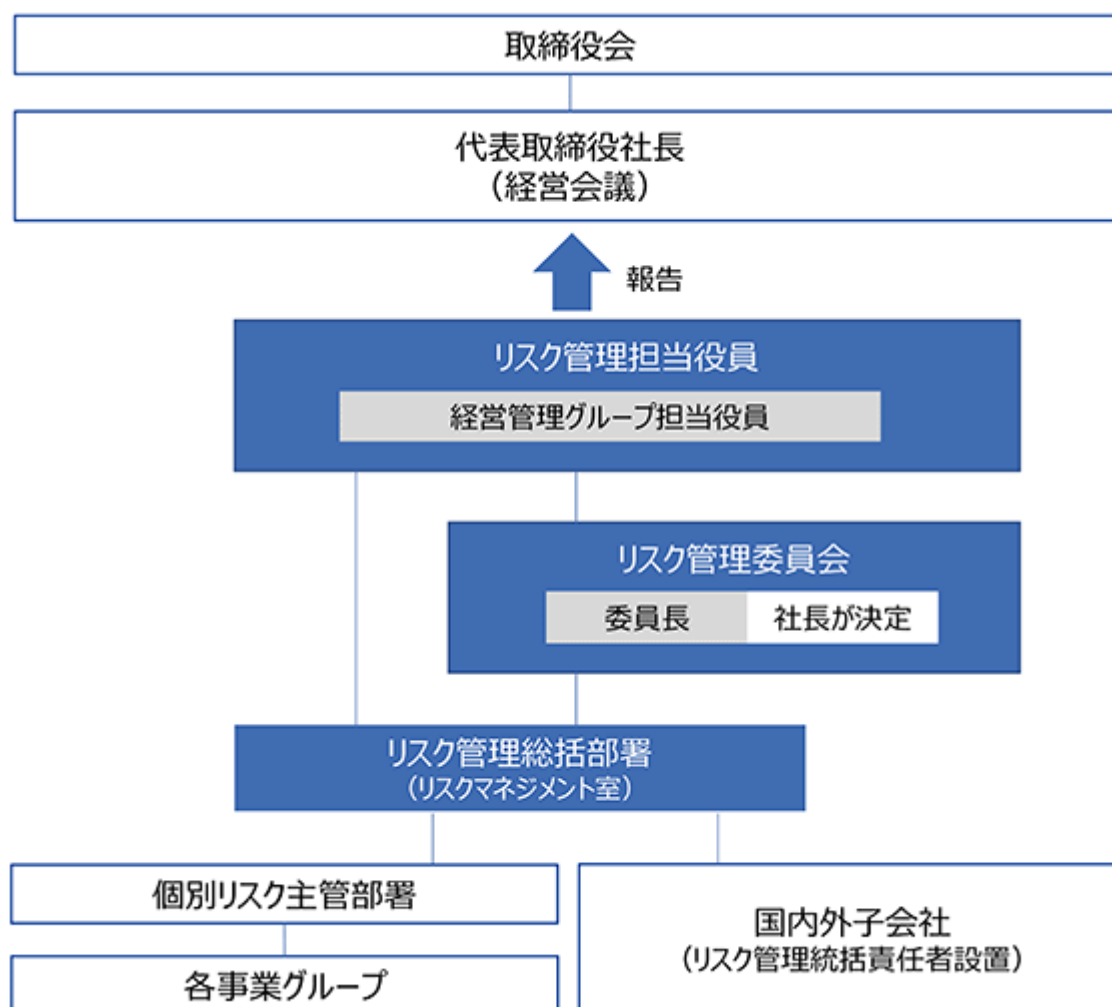 取締役会
代表取締役社長
（経営会議）
報告
リスク管理担当役員
経営管理グループ担当役員
リスク管理委員会
委員長 社長が決定
リスク管理総括部署
（リスクマネジメント室）
個別リスク主管部署
各事業グループ
国内外子会社
（リスク管理統括責任者設置）